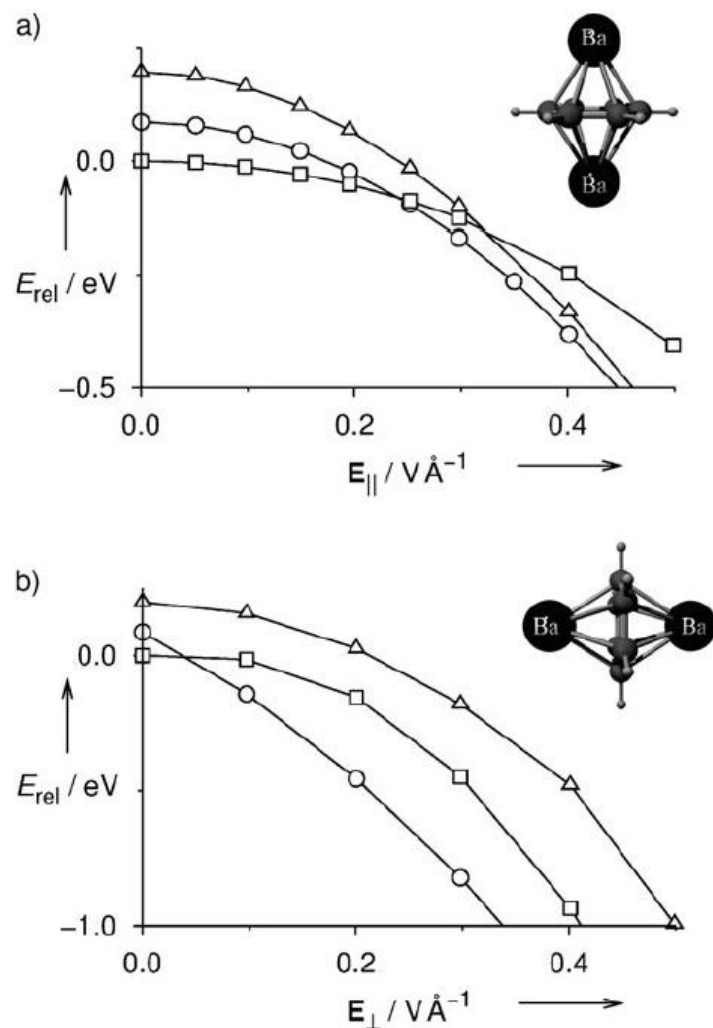 a)
Ba
Ba
0.0
E_rel / eV
−0.5
0.0 0.2 0.4
E_|| / V Å⁻¹
b)
Ba Ba
0.0
E_rel / eV
−1.0
0.0 0.2 0.4
E_⊥ / V Å⁻¹